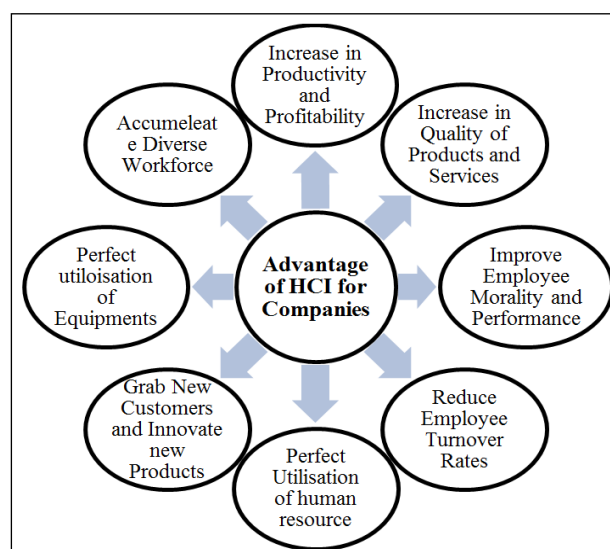 Increase in
Productivity
and
Profitability
Increase in
Quality of
Products and
Services
Improve
Employee
Morality and
Performance
Reduce
Employee
Turnover
Rates
Perfect
Utilisation
of human
resource
Grab New
Customers
and Innovate
new
Products
Perfect
utiloisation
of
Equipments
Accumeleat
e Diverse
Workforce
Advantage
of HCI for
Companies